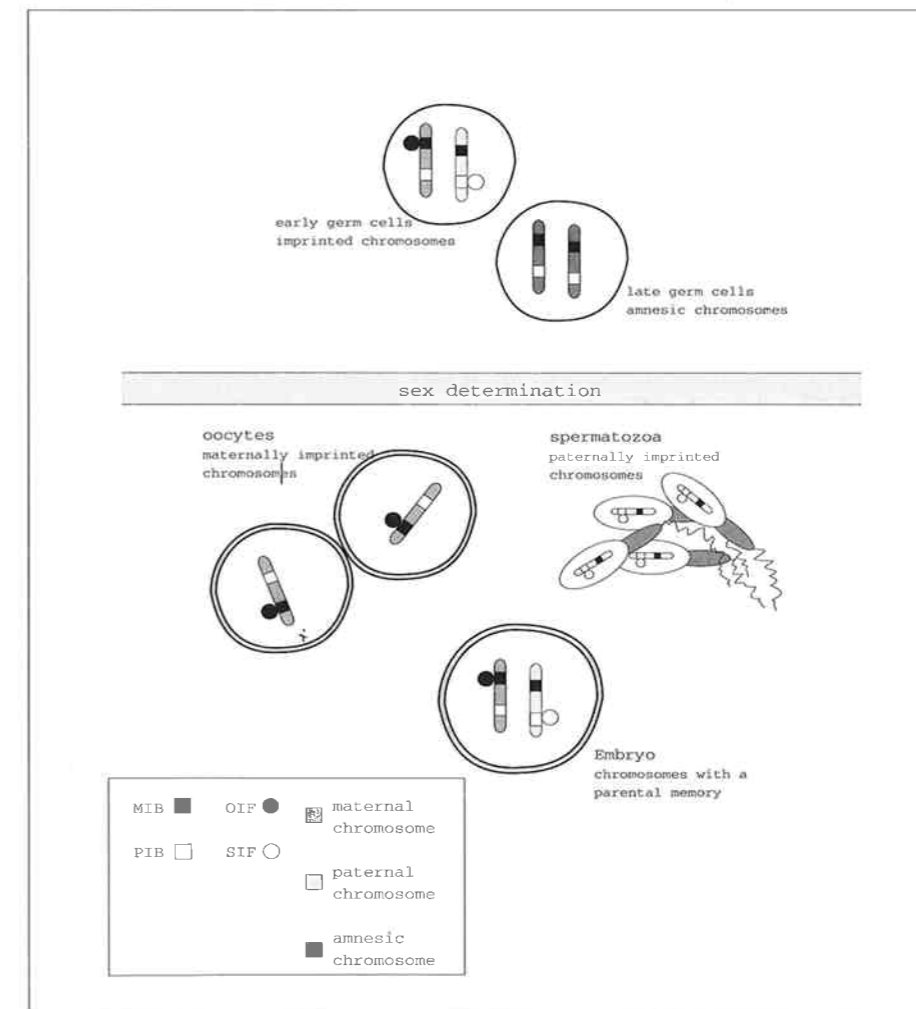 early germ cells
imprinted chromosomes
late germ cells
amnesic chromosomes
sex determination
oocytes
maternally imprinted
chromosomes
spermatozoa
paternally imprinted
chromosomes
Embryo
chromosomes with a
parental memory
MIB
OIF
maternal
chromosome
PIB
SIF
paternal
chromosome
amnesic
chromosome